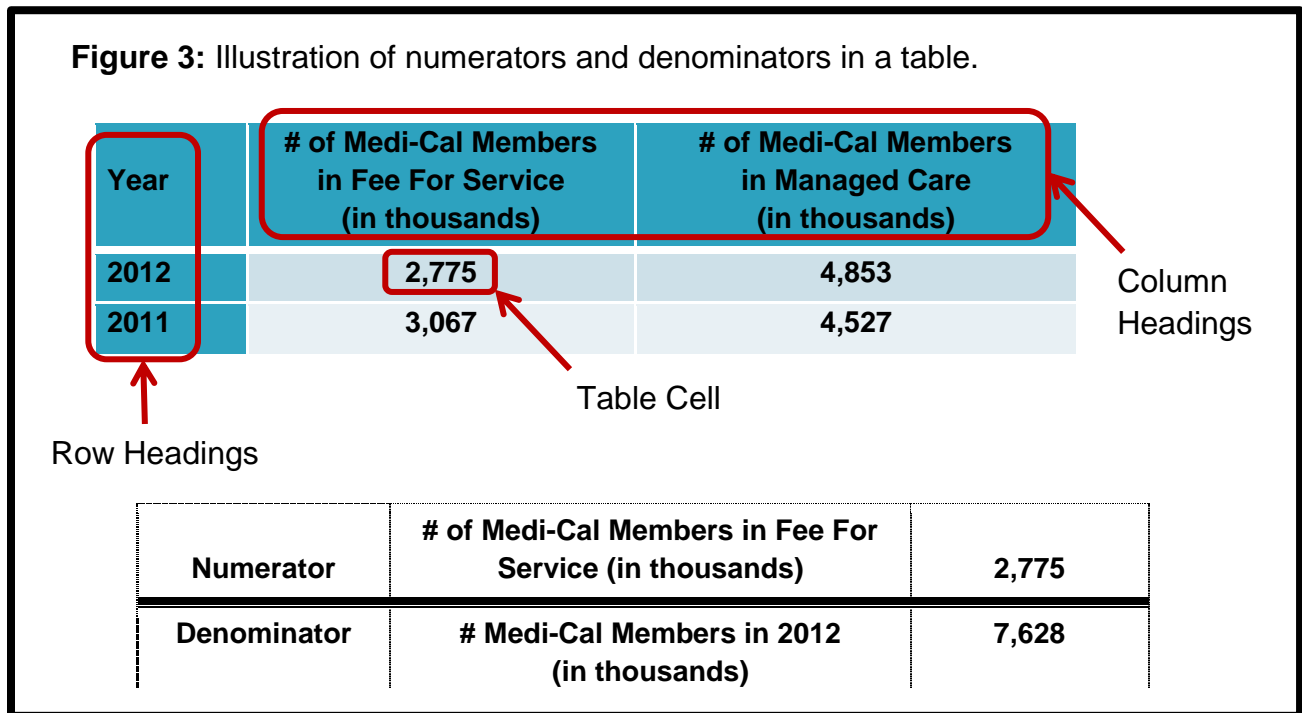 Figure 3: Illustration of numerators and denominators in a table.
Year
# of Medi-Cal Members
in Fee For Service
(in thousands)
# of Medi-Cal Members
in Managed Care
(in thousands)
2012 2,775 4,853
2011 3,067 4,527
Column
Headings
Table Cell
Row Headings
Numerator
# of Medi-Cal Members in Fee For
Service (in thousands)
2,775
Denominator
# Medi-Cal Members in 2012
(in thousands)
7,628